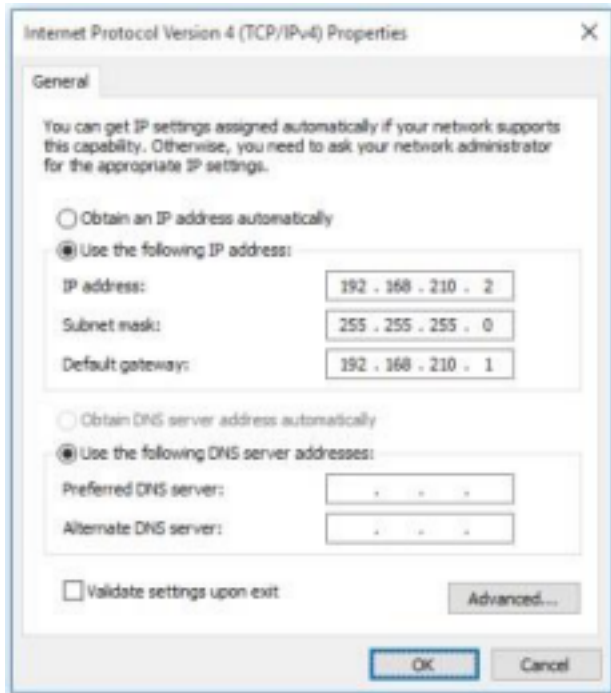 Internet Protocol Version 4 (TCP/IPv4) Properties
General
You can get IP settings assigned automatically if your network supports
this capability. Otherwise, you need to ask your network administrator
for the appropriate IP settings.
Obtain an IP address automatically
Use the following IP address:
IP address: 192 . 168 . 210 . 2
Subnet mask: 255 . 255 . 255 . 0
Default gateway: 192 . 168 . 210 . 1
Obtain DNS server address automatically
Use the following DNS server addresses:
Preferred DNS server: . . .
Alternate DNS server: . . .
Validate settings upon exit
Advanced...
OK Cancel